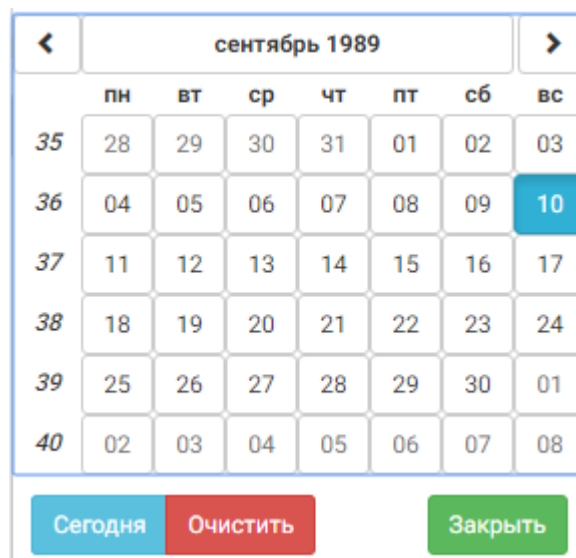 сентябрь 1989
пн вт ср чт пт сб вс
35 28 29 30 31 01 02 03
36 04 05 06 07 08 09 10
37 11 12 13 14 15 16 17
38 18 19 20 21 22 23 24
39 25 26 27 28 29 30 01
40 02 03 04 05 06 07 08
Сегодня Очистить Закрыть